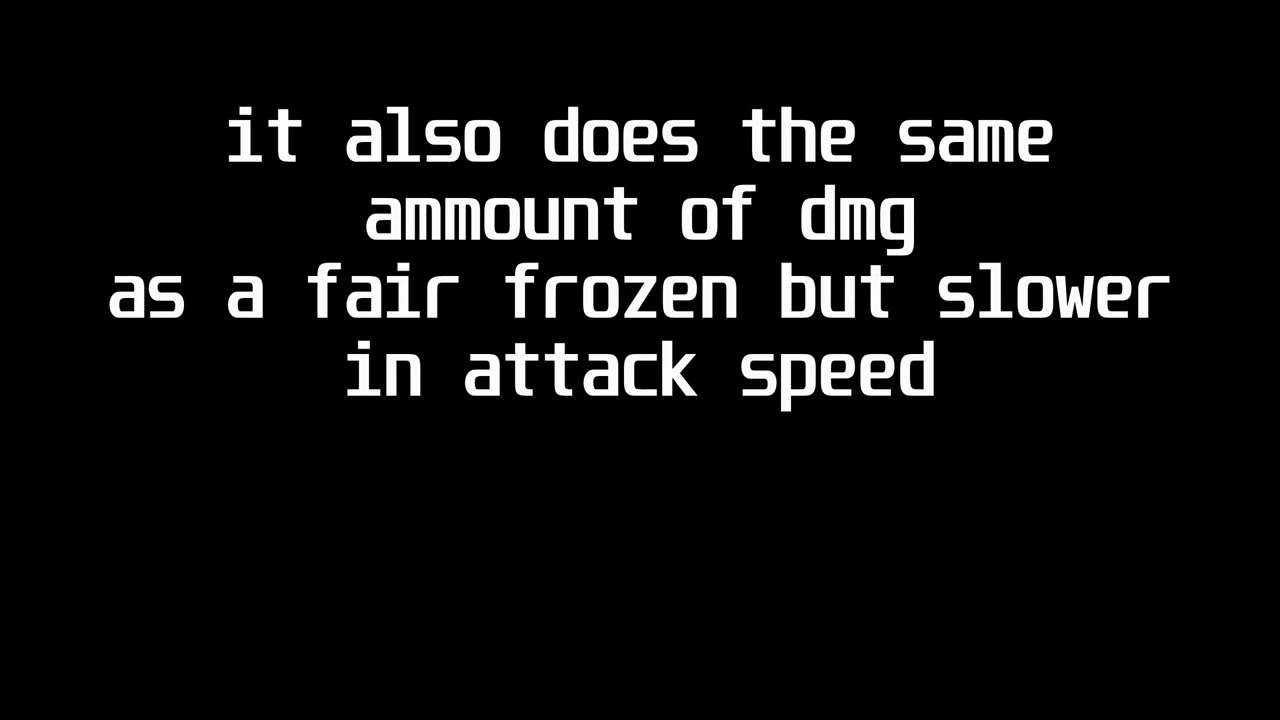 it also does the same
ammount of dmg
as a fair frozen but slower
in attack speed